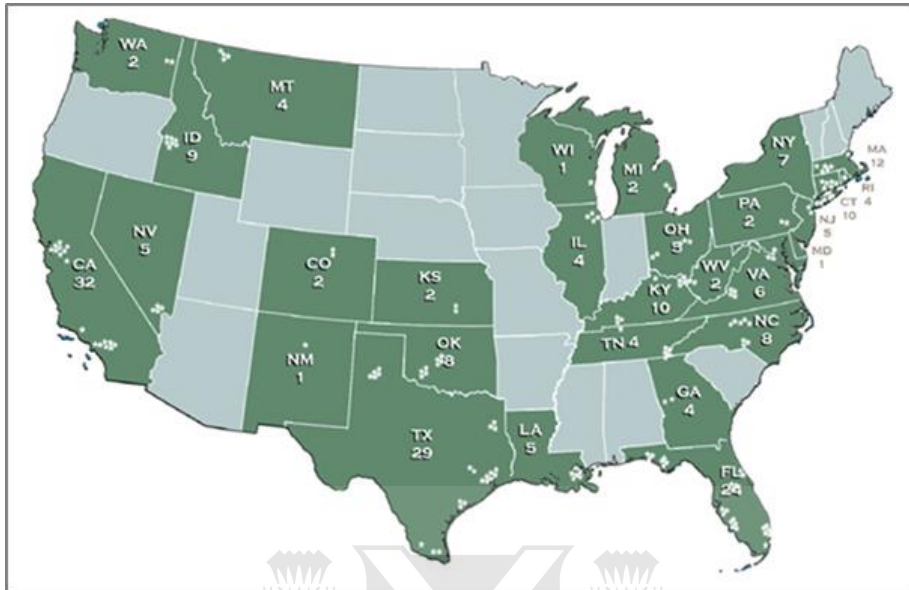 WA
2
MT
4
ID
9
WI
1
MI
2
NY
7
MA
12
RI
4
CT
10
NJ
5
PA
2
MD
1
OH
IL
4
WV
2
VA
6
KY
10
NV
5
CA
32
CO
2
KS
2
OK
8
NM
1
TN 4
NC
8
GA
4
TX
29
LA
5
FL
24